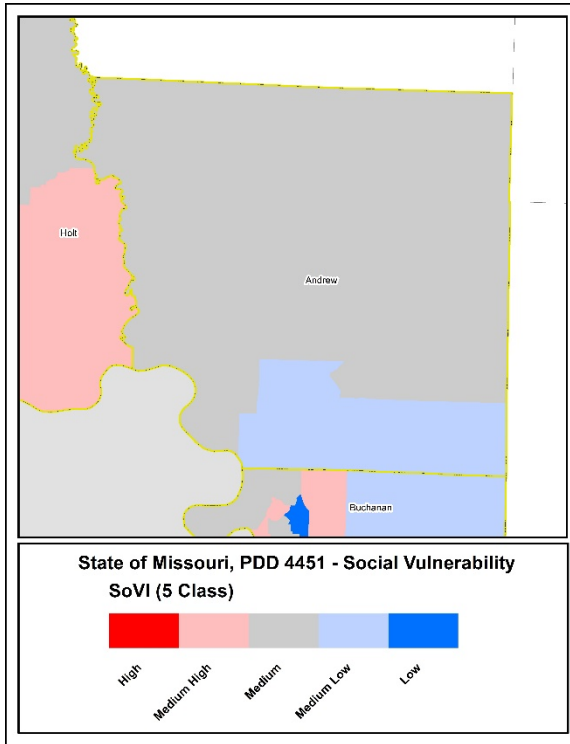 Holt
Andrew
Buchanan
State of Missouri, PDD 4451 - Social Vulnerability
SoVI (5 Class)
High
Medium High
Medium
Medium Low
Low